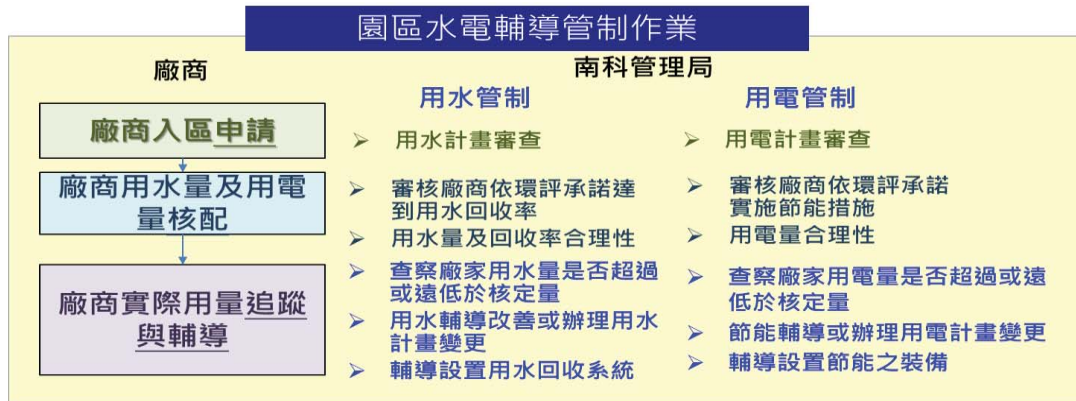 園區水電輔導管制作業
廠商
南科管理局
用水管制
用電管制
廠商入區申請
➢ 用水計畫審查
➢ 用電計畫審查
廠商用水量及用電
量核配
➢ 審核廠商依環評承諾達
到用水回收率
➢ 用水量及回收率合理性
➢ 審核廠商依環評承諾
實施節能措施
➢ 用電量合理性
廠商實際用量追蹤
與輔導
➢ 查察廠家用水量是否超過
或遠低於核定量
➢ 用水輔導改善或辦理用水
計畫變更
➢ 輔導設置用水回收系統
➢ 查察廠家用電量是否超過或遠
低於核定量
➢ 節能輔導或辦理用電計畫變更
➢ 輔導設置節能之裝備